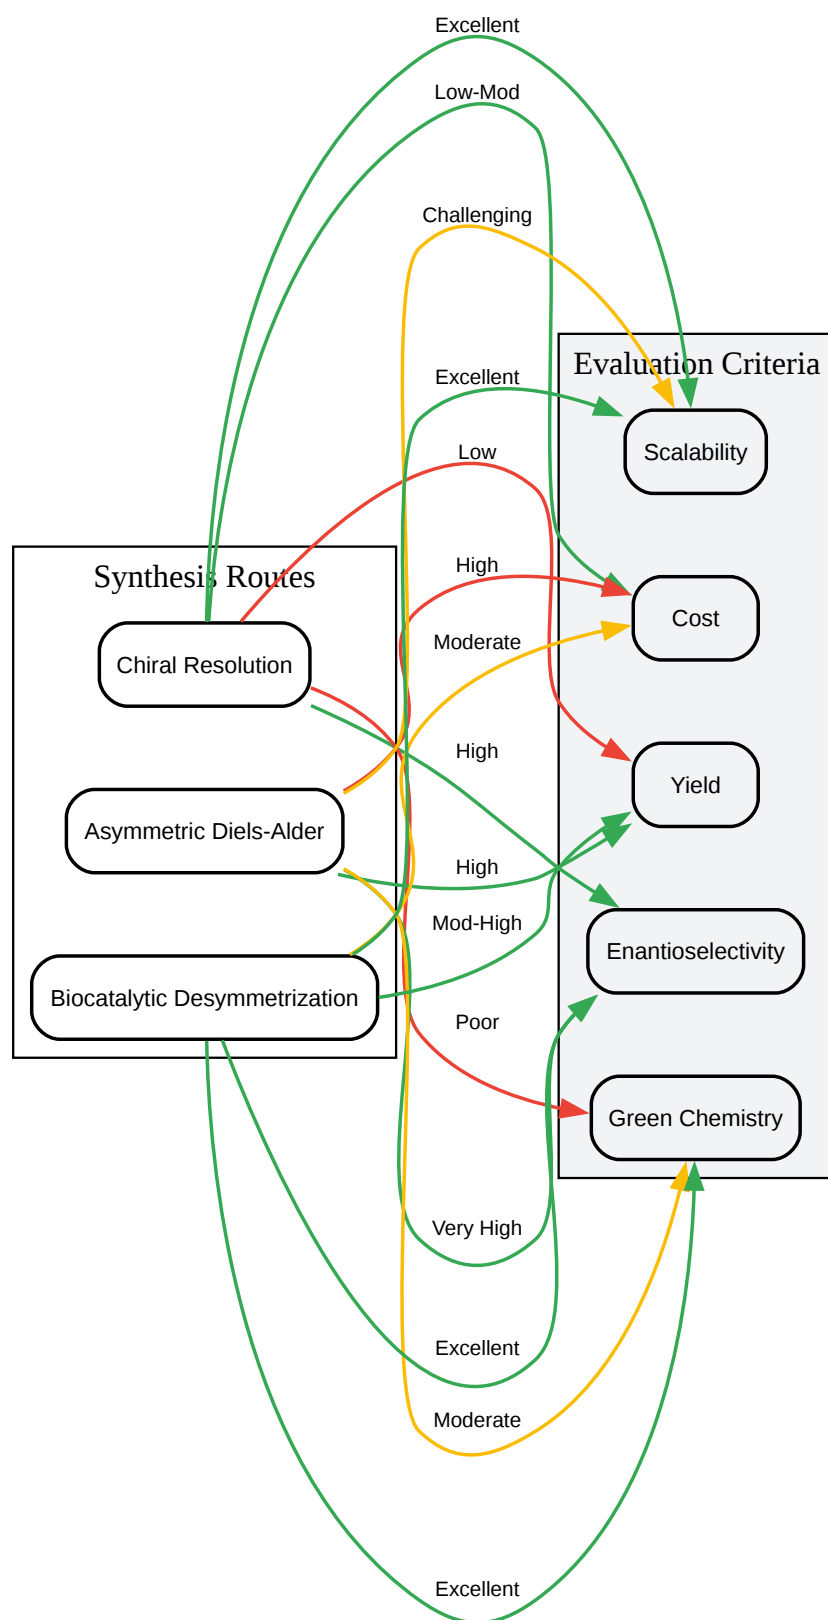 Excellent
Low-Mod
Challenging
Evaluation Criteria
Excellent
Scalability
Low
High
Synthesis Routes
Cost
Moderate
Chiral Resolution
High
Yield
Asymmetric Diels-Alder
High
Mod-High
Enantioselectivity
Biocatalytic Desymmetrization
Poor
Green Chemistry
Very High
Excellent
Moderate
Excellent